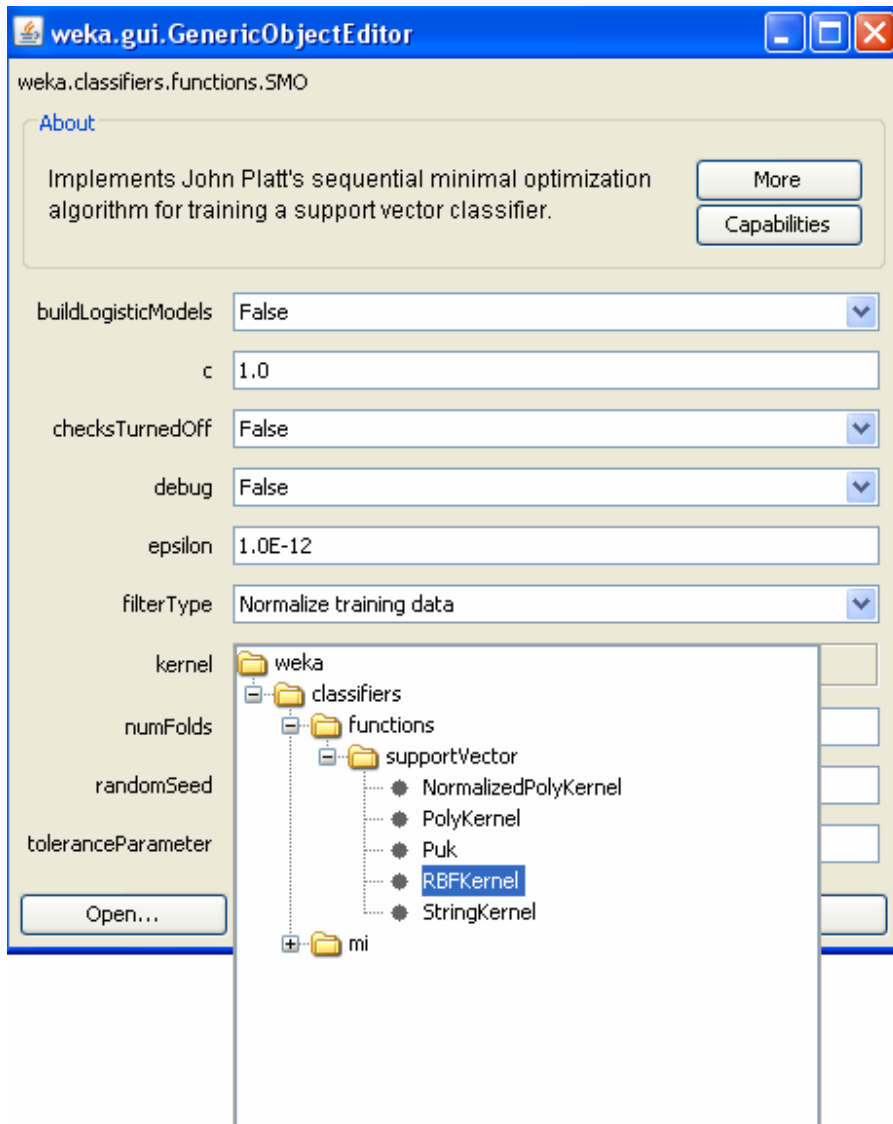 weka.gui.GenericObjectEditor
weka.classifiers.functions.SMO
About
Implements John Platt's sequential minimal optimization
algorithm for training a support vector classifier.
More
Capabilities
buildLogisticModels False
c 1.0
checksTurnedOff False
debug False
epsilon 1.0E-12
filterType Normalize training data
kernel
weka
classifiers
functions
supportVector
NormalizedPolyKernel
PolyKernel
Puk
RBFKernel
StringKernel
mi
numFolds
randomSeed
toleranceParameter
Open...